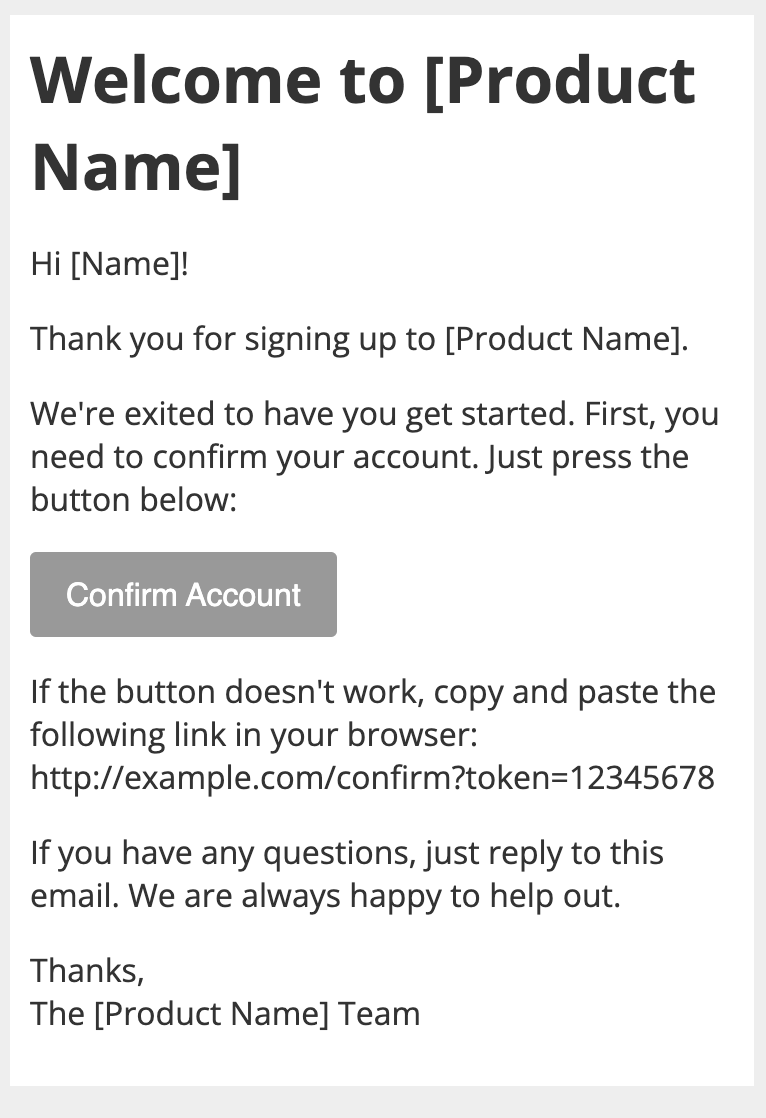 Welcome to [Product
Name]
Hi [Name]!
Thank you for signing up to [Product Name].
We're exited to have you get started. First, you
need to confirm your account. Just press the
button below:
Confirm Account
If the button doesn't work, copy and paste the
following link in your browser:
http://example.com/confirm?token=12345678
If you have any questions, just reply to this
email. We are always happy to help out.
Thanks,
The [Product Name] Team